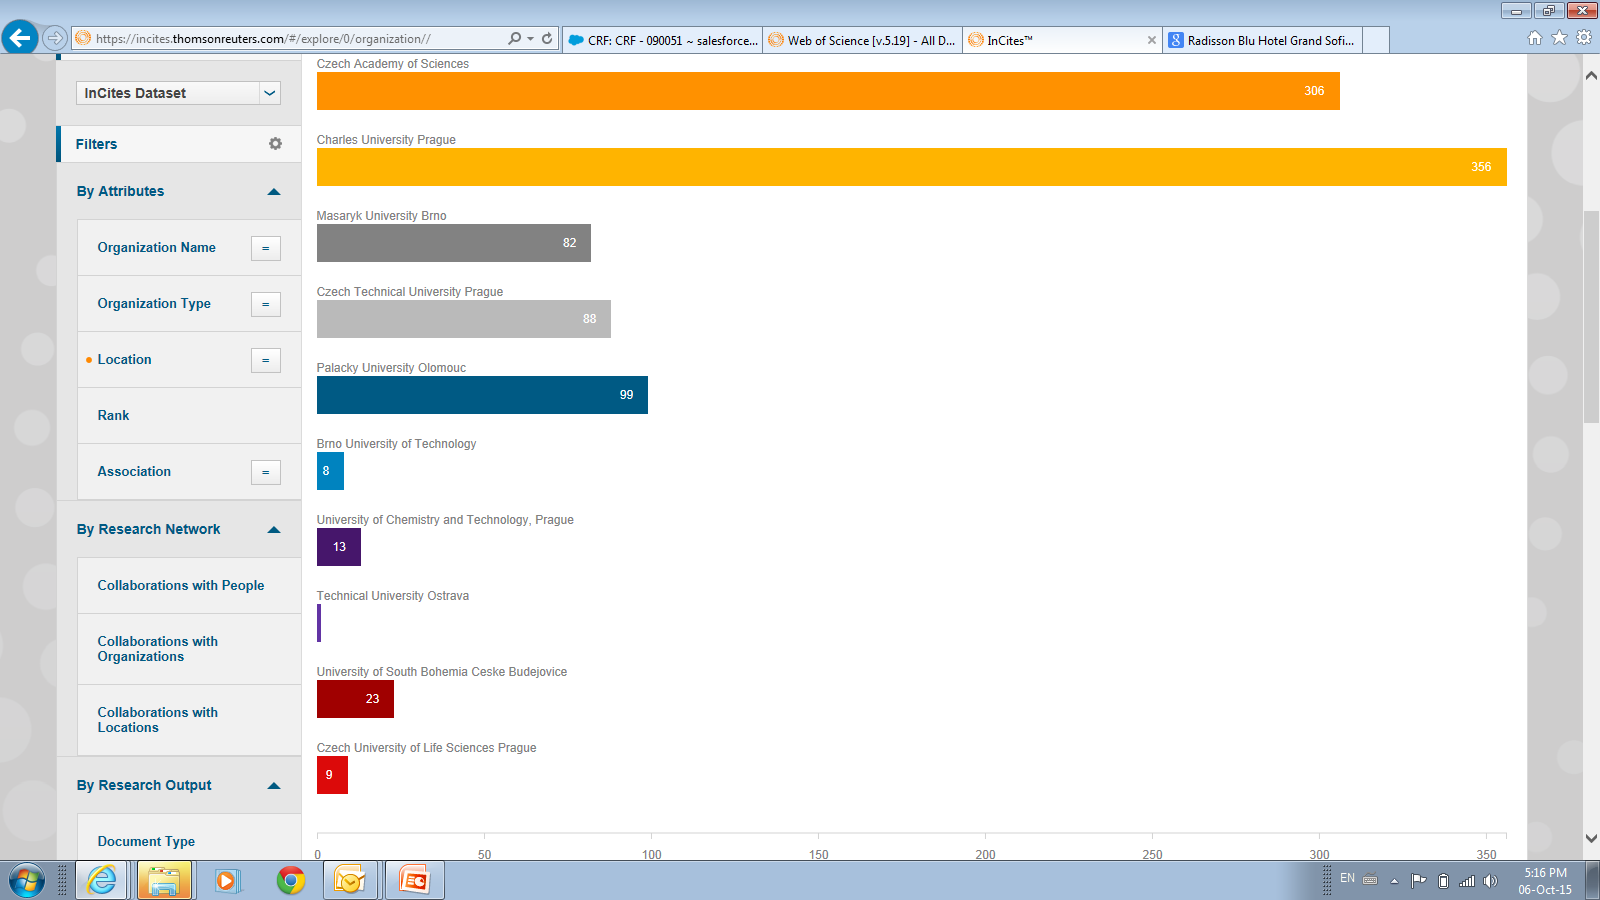 https://incites.thomsonreuters.com/#/explore/0/organization//
CRF: CRF - 090051 ~ salesforce...
Web of Science [v.5.19] - All D...
InCites™
Radisson Blu Hotel Grand Sofi...
InCites Dataset
Filters
By Attributes
Organization Name
=
Organization Type
=
Location
=
Rank
Association
=
By Research Network
Collaborations with People
Collaborations with
Organizations
Collaborations with
Locations
By Research Output
Document Type
Czech Academy of Sciences
306
Charles University Prague
356
Masaryk University Brno
82
Czech Technical University Prague
88
Palacky University Olomouc
99
Brno University of Technology
8
University of Chemistry and Technology, Prague
13
Technical University Ostrava
University of South Bohemia Ceske Budejovice
23
Czech University of Life Sciences Prague
9
0 50 100 150 200 250 300 350
EN
5:16 PM
06-Oct-15